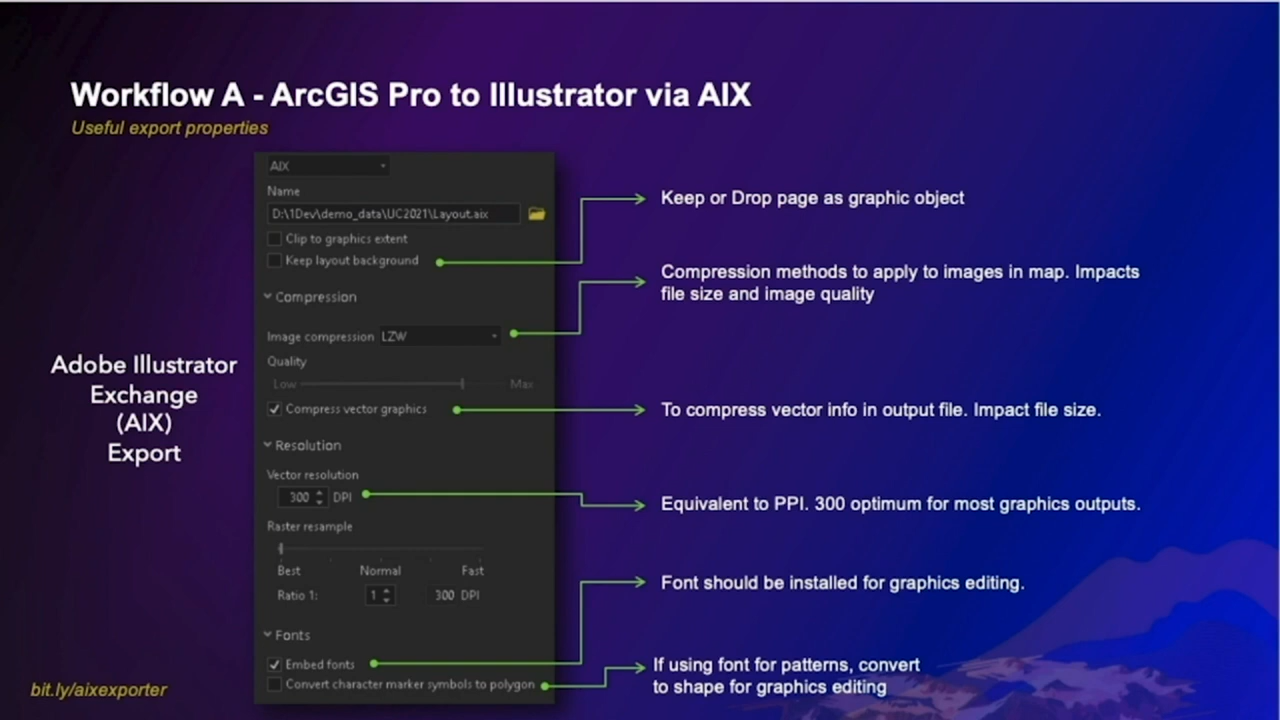 Workflow A - ArcGIS Pro to Illustrator via AIX
Useful export properties
AIX
Name
D:\1Dev\demo_data\UC2021\Layout.aix
Clip to graphics extent
Keep layout background
Keep or Drop page as graphic object
Compression
Compression methods to apply to images in map. Impacts
file size and image quality
Image compression LZW
Quality
Low Max
Compress vector graphics
To compress vector info in output file. Impact file size.
Adobe Illustrator
Exchange
(AIX)
Export
Resolution
Vector resolution
300 DPI
Equivalent to PPI. 300 optimum for most graphics outputs.
Raster resample
Best Normal Fast
Ratio 1: 1 300 DPI
Font should be installed for graphics editing.
Fonts
Embed fonts
Convert character marker symbols to polygon
If using font for patterns, convert
to shape for graphics editing
bit.ly/aixexporter